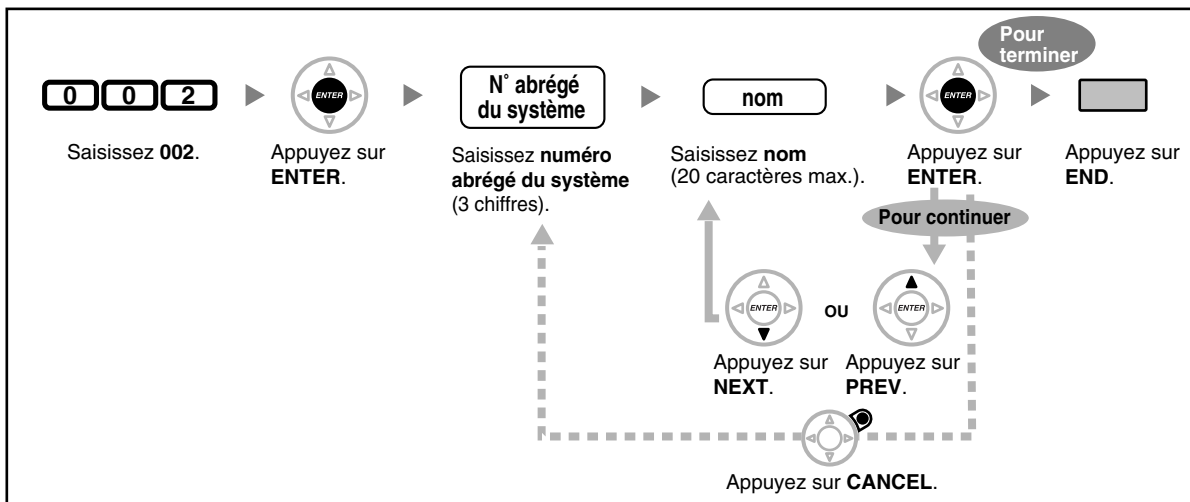 Pour
terminer
0 0 2
ENTER
N° abrégé
du système
nom
ENTER
Saisissez 002.
Appuyez sur
ENTER.
Saisissez numéro
abrégé du système
(3 chiffres).
Saisissez nom
(20 caractères max.).
Appuyez sur
ENTER.
Appuyez sur
END.
Pour continuer
ENTER
OU
ENTER
Appuyez sur
NEXT.
Appuyez sur
PREV.
Appuyez sur CANCEL.